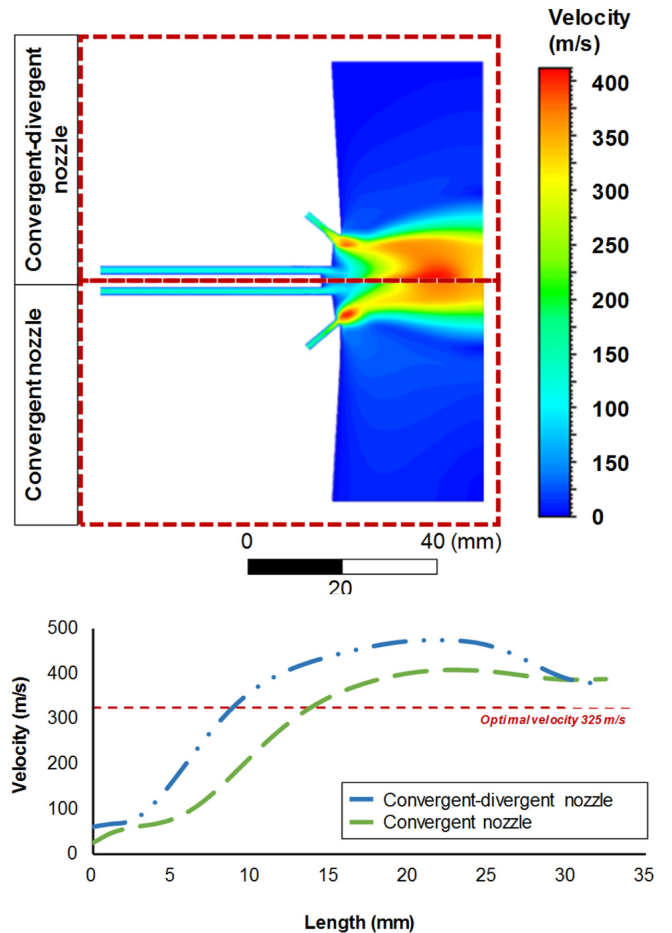 Velocity
(m/s)
Convergent-divergent
nozzle
Convergent nozzle
400
350
300
250
200
150
100
150
0
0
40 (mm)
20
500
400
300
200
100
0
Velocity (m/s)
Optimal velocity 325 m/s
Convergent-divergent nozzle
Convergent nozzle
0
5
10
15
20
25
30
35
Length (mm)